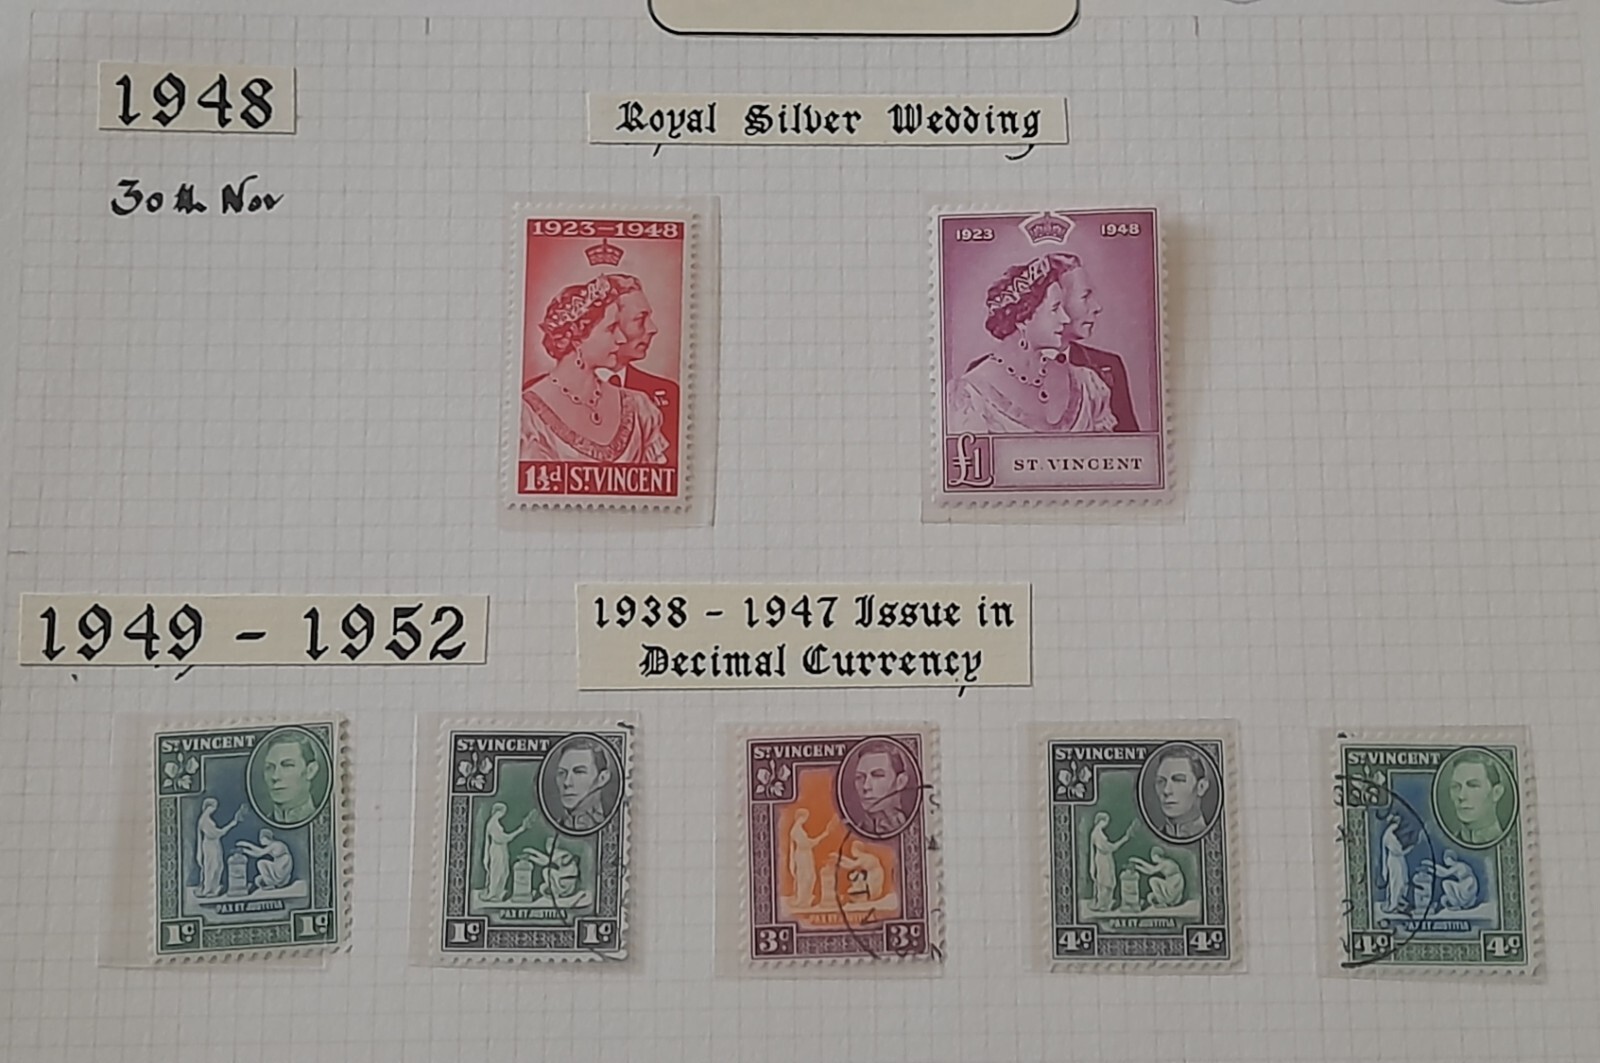 1948
Royal Silver Wedding
30th Nov
1923-1948
1½d ST VINCENT
1923 1948
£1 ST. VINCENT
1949 - 1952
1938 - 1947 Issue in
Decimal Currency
ST VINCENT
PAX ET JUSTITIA
1c 1c
ST VINCENT
PAX ET JUSTITIA
1c 1c
ST VINCENT
PAX ET JUSTITIA
3c 3c
ST VINCENT
PAX ET JUSTITIA
4c 4c
ST VINCENT
PAX ET JUSTITIA
4c 4c